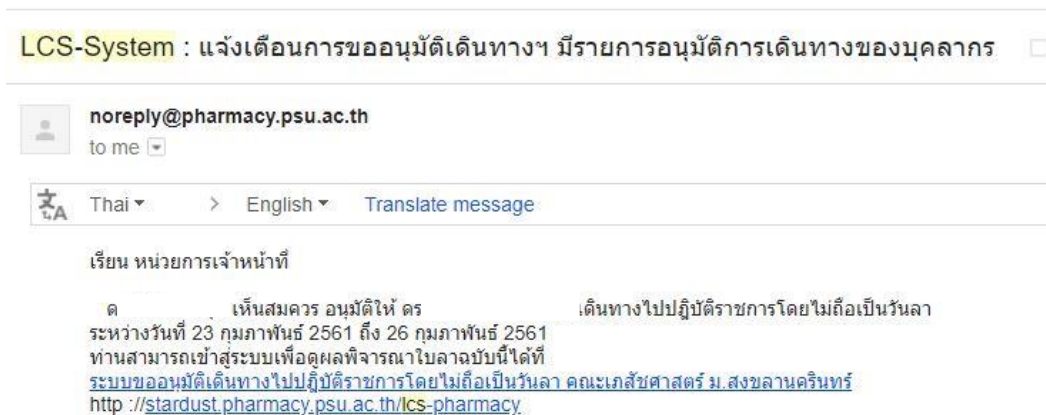 LCS-System : แจ้งเตือนการขออนุมัติเดินทางฯ มีรายการอนุมัติการเดินทางของบุคลากร
noreply@pharmacy.psu.ac.th
to me
Thai > English Translate message
เรียน หน่วยการเจ้าหน้าที่
ด เห็นสมควร อนุมัติให้ ดร เดินทางไปปฏิบัติราชการโดยไม่ถือเป็นวันลา
ระหว่างวันที่ 23 กุมภาพันธ์ 2561 ถึง 26 กุมภาพันธ์ 2561
ท่านสามารถเข้าสู่ระบบเพื่อดูผลพิจารณาใบลาฉบับนี้ได้ที่
ระบบขออนุมัติเดินทางไปปฏิบัติราชการโดยไม่ถือเป็นวันลา คณะเภสัชศาสตร์ ม.สงขลานครินทร์
http ://stardust.pharmacy.psu.ac.th/lcs-pharmacy